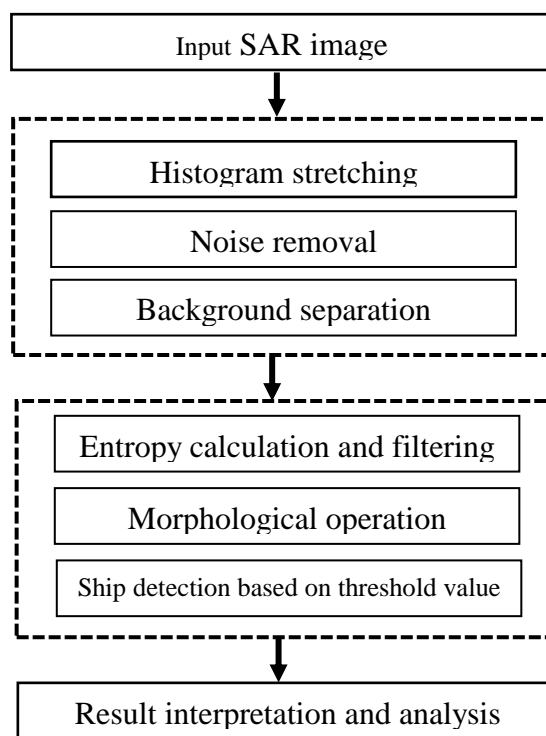 Input SAR image
Histogram stretching
Noise removal
Background separation
Entropy calculation and filtering
Morphological operation
Ship detection based on threshold value
Result interpretation and analysis